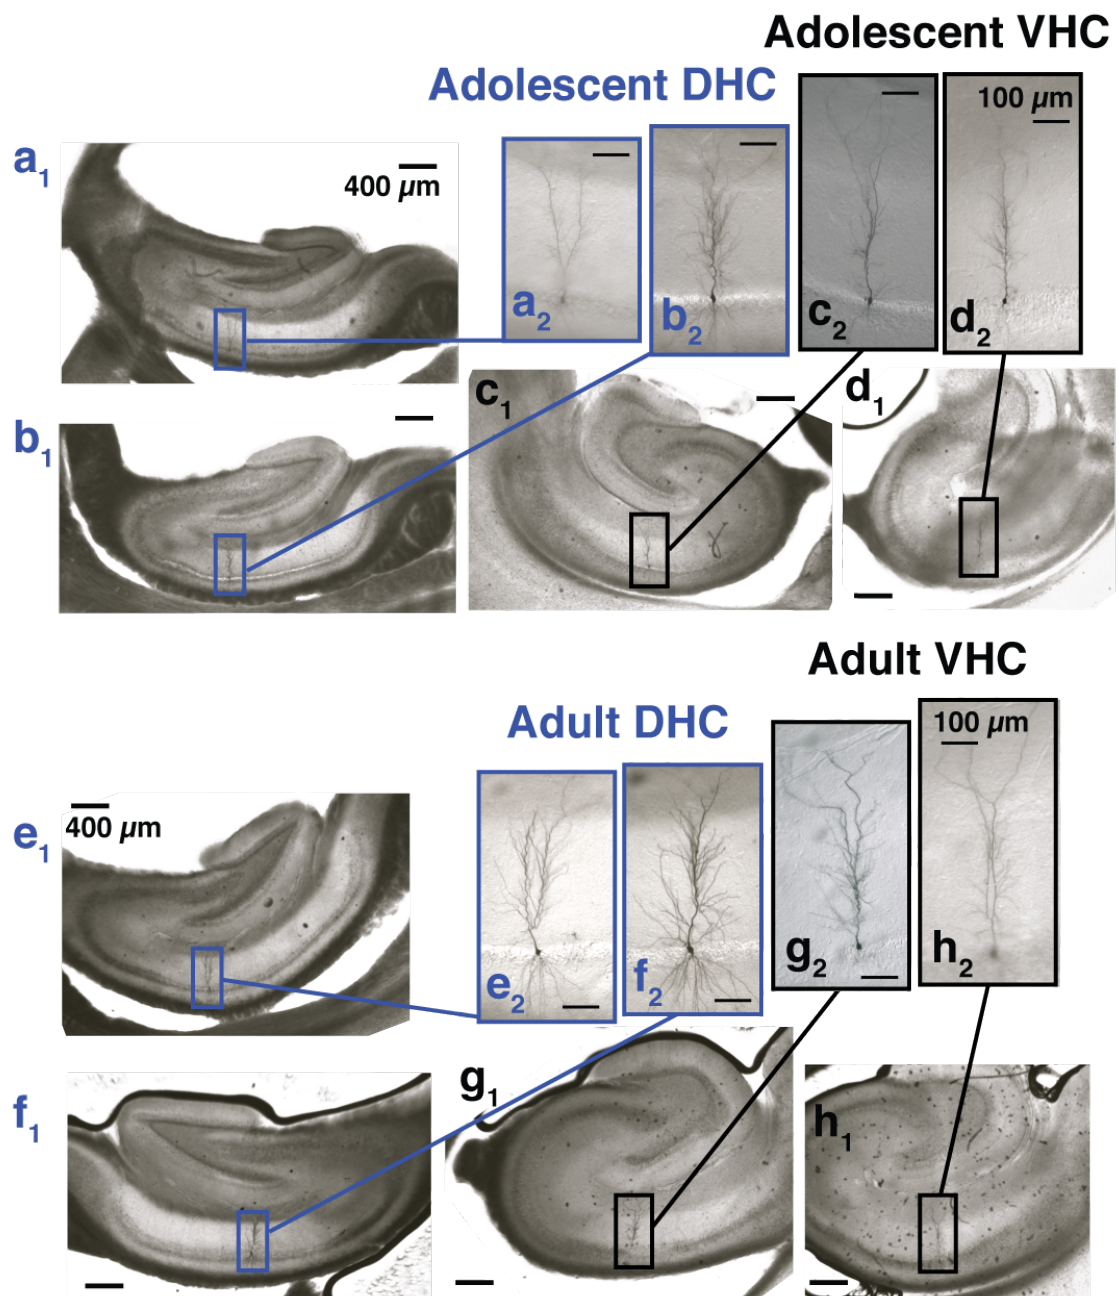 Adolescent VHC
Adolescent DHC
a1
400 µm
a2
b2
c2
100 µm
d2
b1
c1
d1
Adult VHC
Adult DHC
e1
400 µm
e2
f2
g2
100 µm
h2
f1
g1
h1